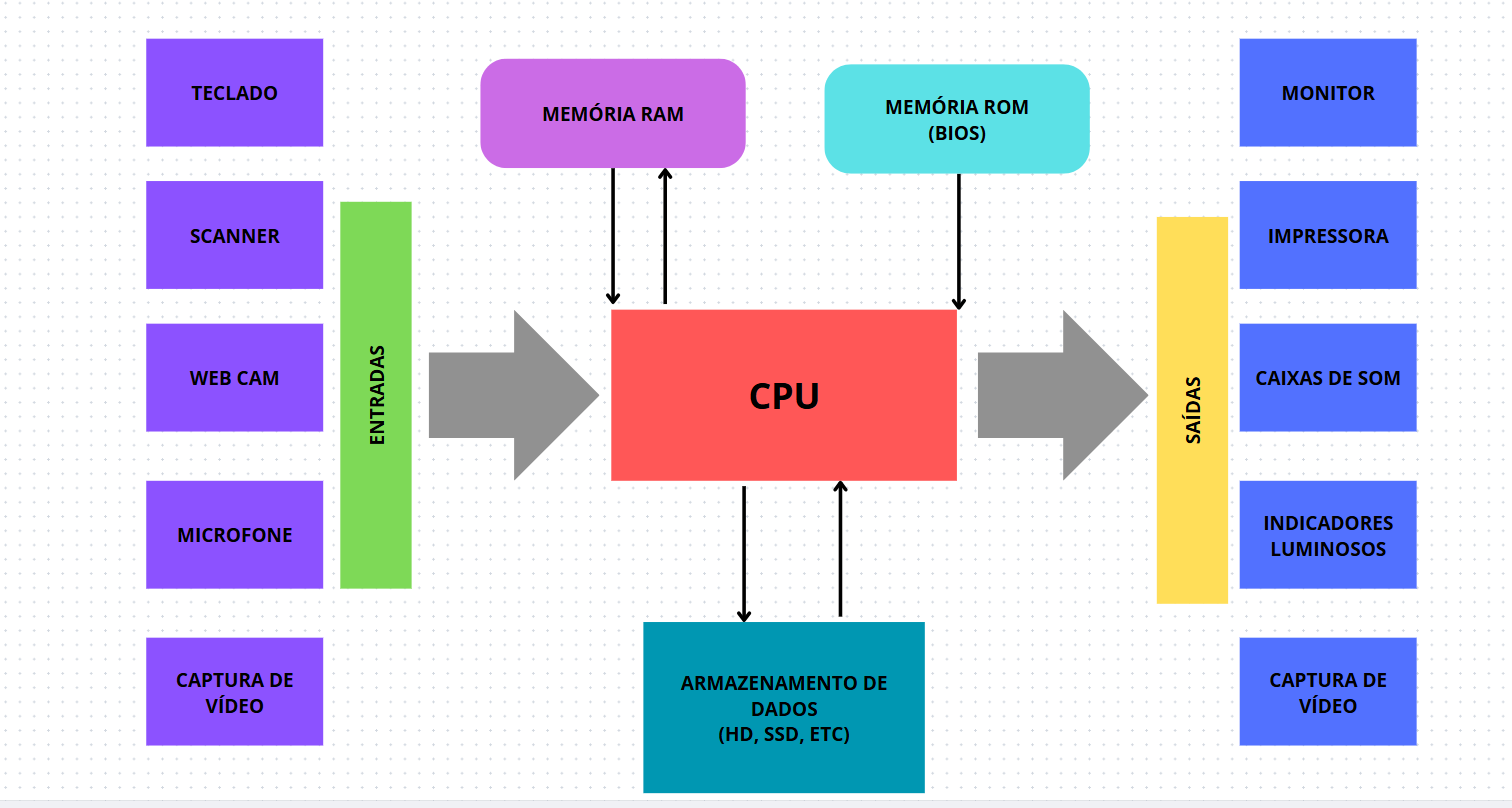 TECLADO
SCANNER
WEB CAM
MICROFONE
CAPTURA DE
VÍDEO
ENTRADAS
MEMÓRIA RAM
MEMÓRIA ROM
(BIOS)
CPU
ARMAZENAMENTO DE
DADOS
(HD, SSD, ETC)
SAÍDAS
MONITOR
IMPRESSORA
CAIXAS DE SOM
INDICADORES
LUMINOSOS
CAPTURA DE
VÍDEO